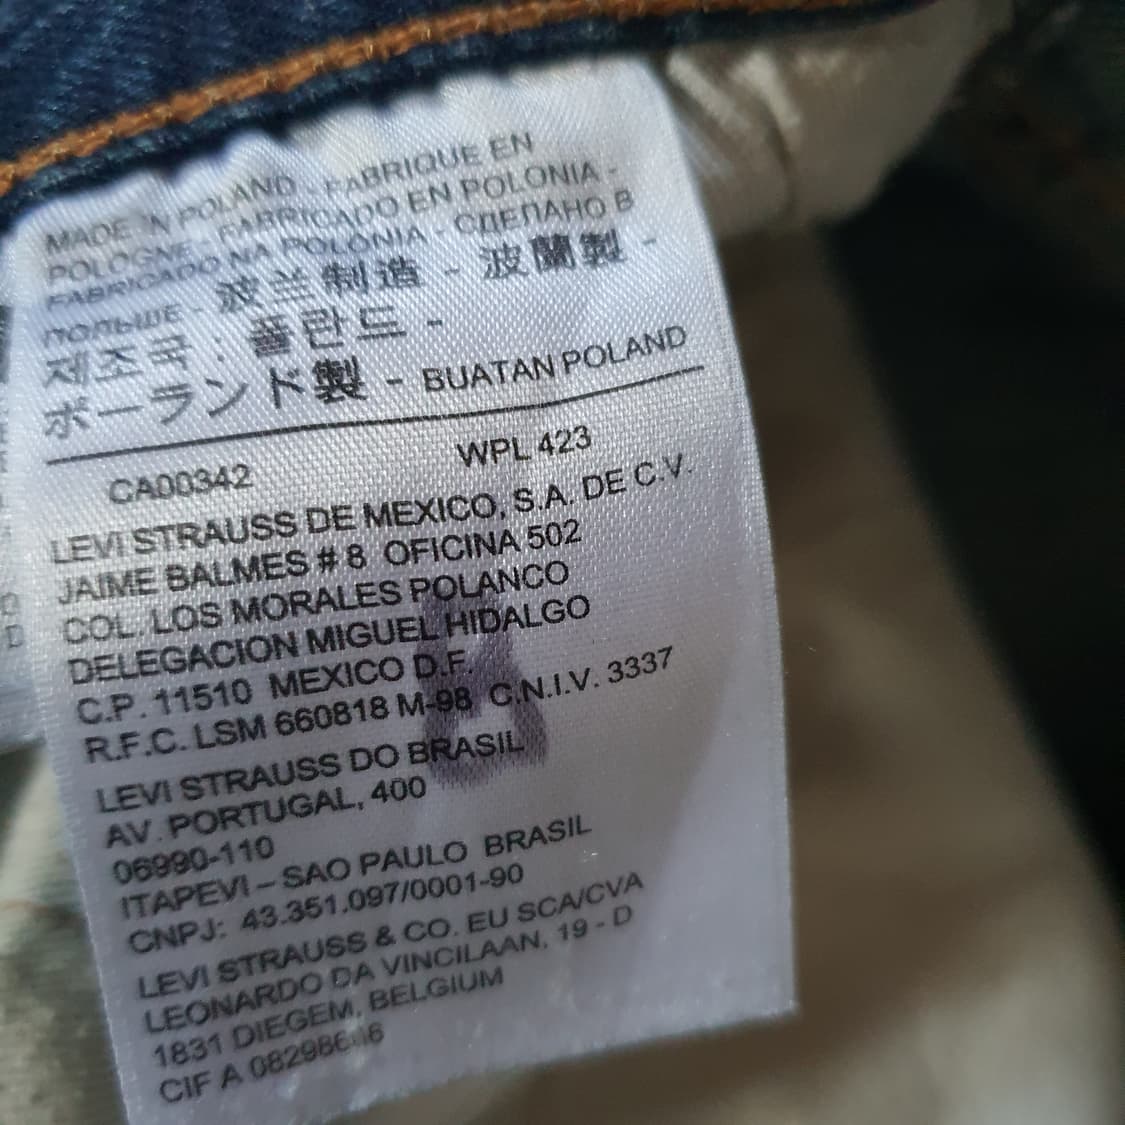 MADE IN POLAND - FABRIQUE EN
POLOGNE - FABRICADO EN POLONIA -
FABRICADO NA POLONIA - СДЕЛАНО В
ПОЛЬШЕ - 波兰制造 - 波蘭製 -
제조국 : 폴란드 -
ポーランド製 - BUATAN POLAND
CA00342 WPL 423
LEVI STRAUSS DE MEXICO, S.A. DE C.V.
JAIME BALMES # 8 OFICINA 502
COL. LOS MORALES POLANCO
DELEGACION MIGUEL HIDALGO
C.P. 11510 MEXICO D.F.
R.F.C. LSM 660818 M-98 C.N.I.V. 3337
LEVI STRAUSS DO BRASIL
AV. PORTUGAL, 400
06990-110
ITAPEVI – SAO PAULO BRASIL
CNPJ: 43.351.097/0001-90
LEVI STRAUSS & CO. EU SCA/CVA
LEONARDO DA VINCILAAN, 19 - D
1831 DIEGEM, BELGIUM
CIF A